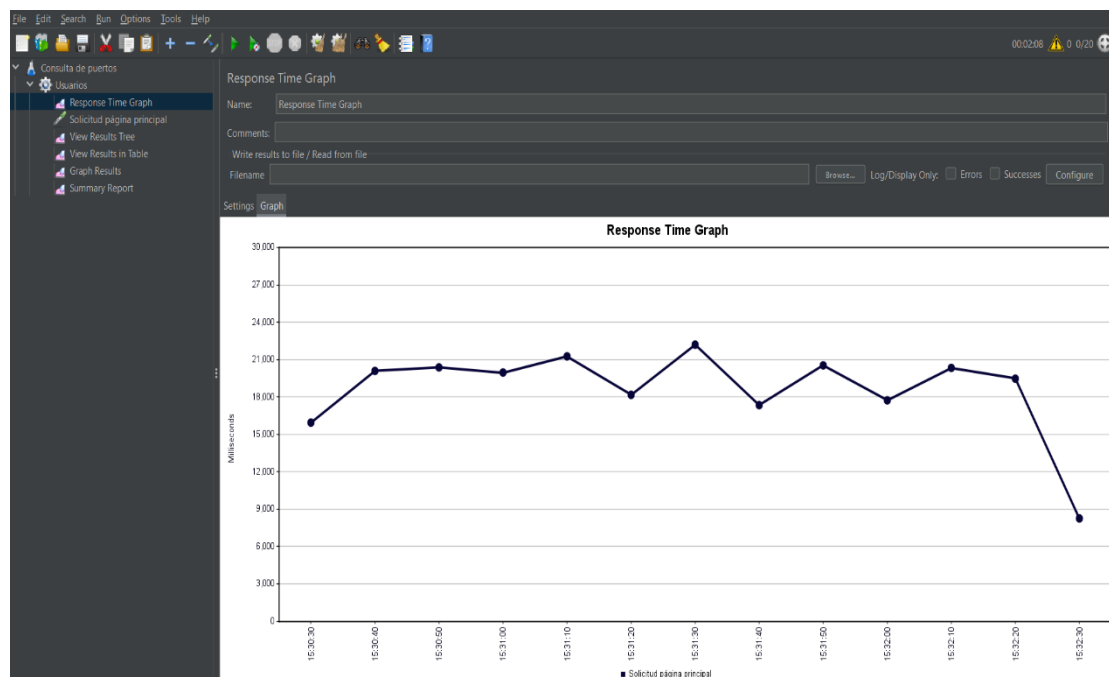 File Edit Search Run Options Tools Help
00:02:08 0 0/20
Consulta de puertos
Usuarios
Response Time Graph
Solicitud página principal
View Results Tree
View Results in Table
Graph Results
Summary Report
Response Time Graph
Name: Response Time Graph
Comments:
Write results to file / Read from file
Filename Browse... Log/Display Only: Errors Successes Configure
Settings Graph
Response Time Graph
Milliseconds
30,000
27,000
24,000
21,000
18,000
15,000
12,000
9,000
6,000
3,000
0
15:30:30 15:30:40 15:30:50 15:31:00 15:31:10 15:31:20 15:31:30 15:31:40 15:31:50 15:32:00 15:32:10 15:32:20 15:32:30
Solicitud página principal